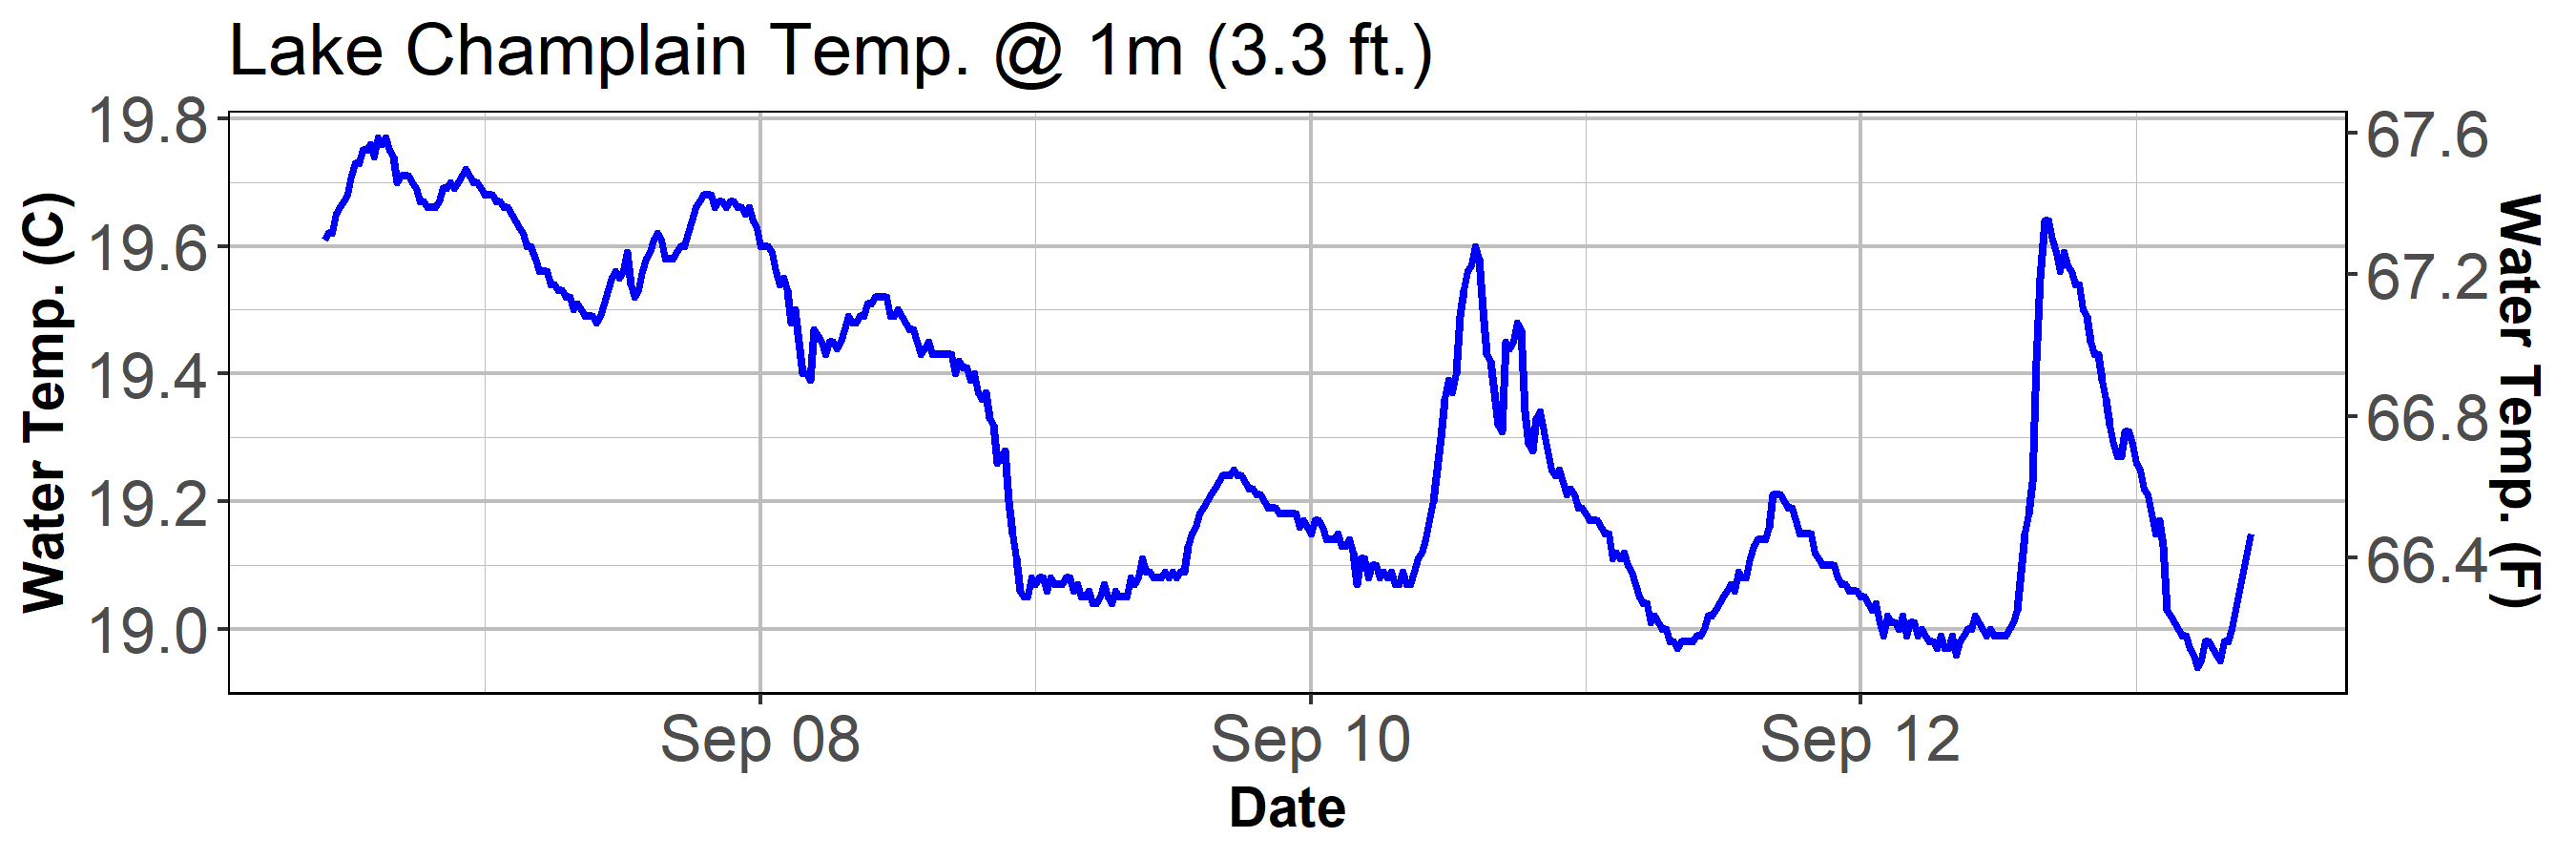 Lake Champlain Temp. @ 1m (3.3 ft.)
Water Temp. (C)
19.8
19.6
19.4
19.2
19.0
67.6
67.2
66.8
66.4
Water Temp. (F)
Sep 08 Sep 10 Sep 12
Date